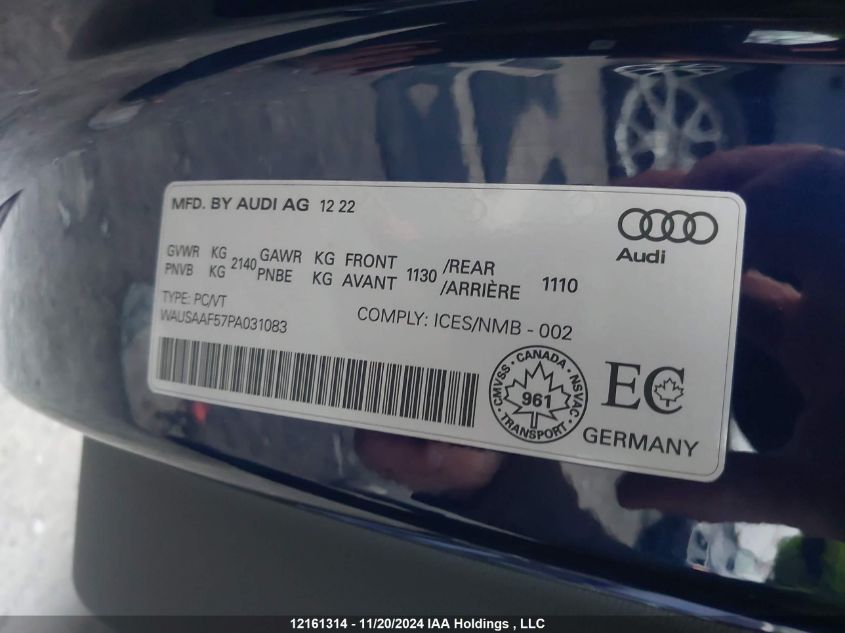 MFD. BY AUDI AG 12 22
Audi
GVWR KG 2140 GAWR KG FRONT 1130 /REAR 1110
PNVB KG PNBE KG AVANT /ARRIÈRE
TYPE: PC/VT
WAUSAAF57PA031083
COMPLY: ICES/NMB - 002
CMVSS · CANADA · NSVAC
961
TRANSPORT
EC
GERMANY
12161314 - 11/20/2024 IAA Holdings , LLC